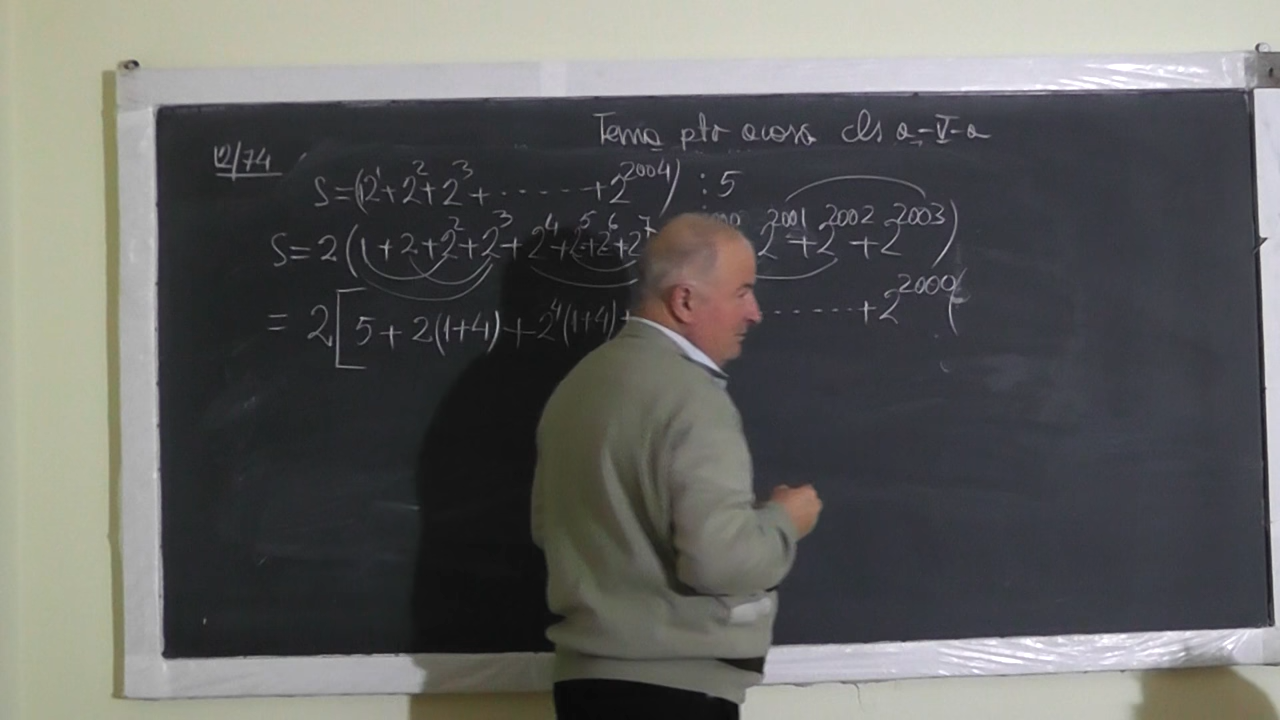 Tema ptr acasa cls a-V-a
12/74
S=(2¹+2²+2³+.......+2²⁰⁰⁴) : 5
S=2(1+2+2²+2³+2⁴+2⁵+2⁶+2⁷ 2²⁰⁰¹+2²⁰⁰²+2²⁰⁰³)
= 2[5+2(1+4)+2⁴(1+4)+ ......+2²⁰⁰⁰(